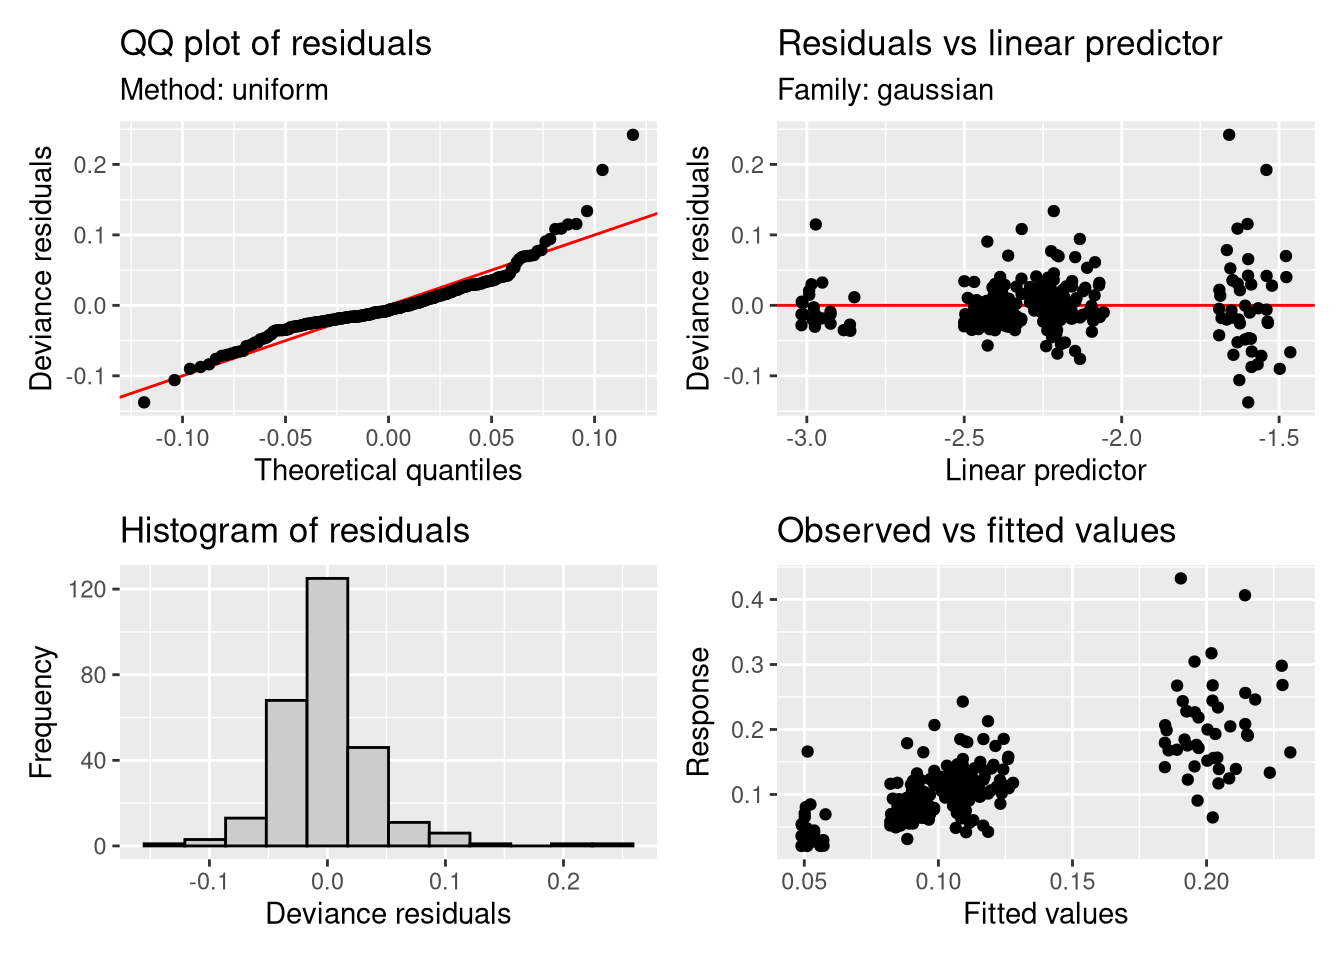 QQ plot of residuals
Method: uniform
Deviance residuals
0.2
0.1
0.0
-0.1
-0.10
-0.05
0.00
0.05
0.10
Theoretical quantiles
Residuals vs linear predictor
Family: gaussian
Deviance residuals
0.2
0.1
0.0
-0.1
-3.0
-2.5
-2.0
-1.5
Linear predictor
Histogram of residuals
Frequency
120
80
40
0
-0.1
0.0
0.1
0.2
Deviance residuals
Observed vs fitted values
Response
0.4
0.3
0.2
0.1
0.05
0.10
0.15
0.20
Fitted values